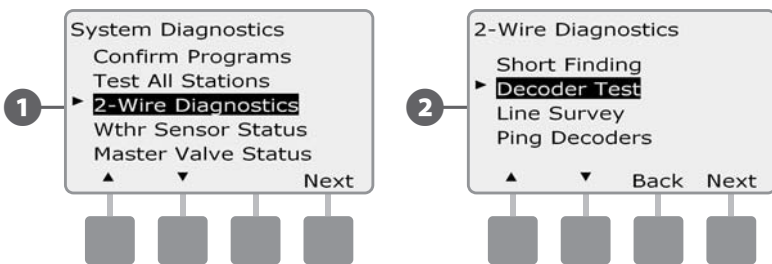 System Diagnostics
Confirm Programs
Test All Stations
► 2-Wire Diagnostics
Wthr Sensor Status
Master Valve Status
▲ ▼ Next
1
2-Wire Diagnostics
Short Finding
► Decoder Test
Line Survey
Ping Decoders
▲ ▼ Back Next
2